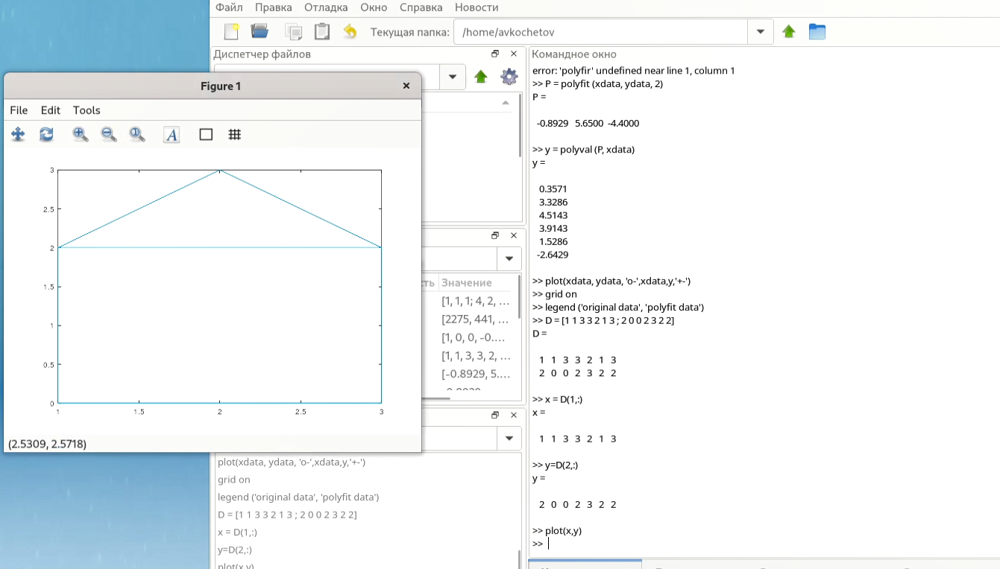 Файл Правка Отладка Окно Справка Новости
Текущая папка: /home/avkochetov
Диспетчер файлов
Figure 1
File Edit Tools
3
2.5
2
1.5
1
0.5
0
1 1.5 2 2.5 3
(2.5309, 2.5718)
Значение
[1, 1, 1; 4, 2, ...
[2275, 441, ...
[1, 0, 0, -0....
[1, 1, 3, 3, 2, ...
[-0.8929, 5....
plot(xdata, ydata, 'o-',xdata,y,'+-')
grid on
legend ('original data', 'polyfit data')
D = [1 1 3 3 2 1 3 ; 2 0 0 2 3 2 2]
x = D(1,:)
y=D(2,:)
plot(x,y)
Командное окно
error: 'polyfir' undefined near line 1, column 1
>> P = polyfit (xdata, ydata, 2)
P =
-0.8929 5.6500 -4.4000
>> y = polyval (P, xdata)
y =
0.3571
3.3286
4.5143
3.9143
1.5286
-2.6429
>> plot(xdata, ydata, 'o-',xdata,y,'+-')
>> grid on
>> legend ('original data', 'polyfit data')
>> D = [1 1 3 3 2 1 3 ; 2 0 0 2 3 2 2]
D =
1 1 3 3 2 1 3
2 0 0 2 3 2 2
>> x = D(1,:)
x =
1 1 3 3 2 1 3
>> y=D(2,:)
y =
2 0 0 2 3 2 2
>> plot(x,y)
>>